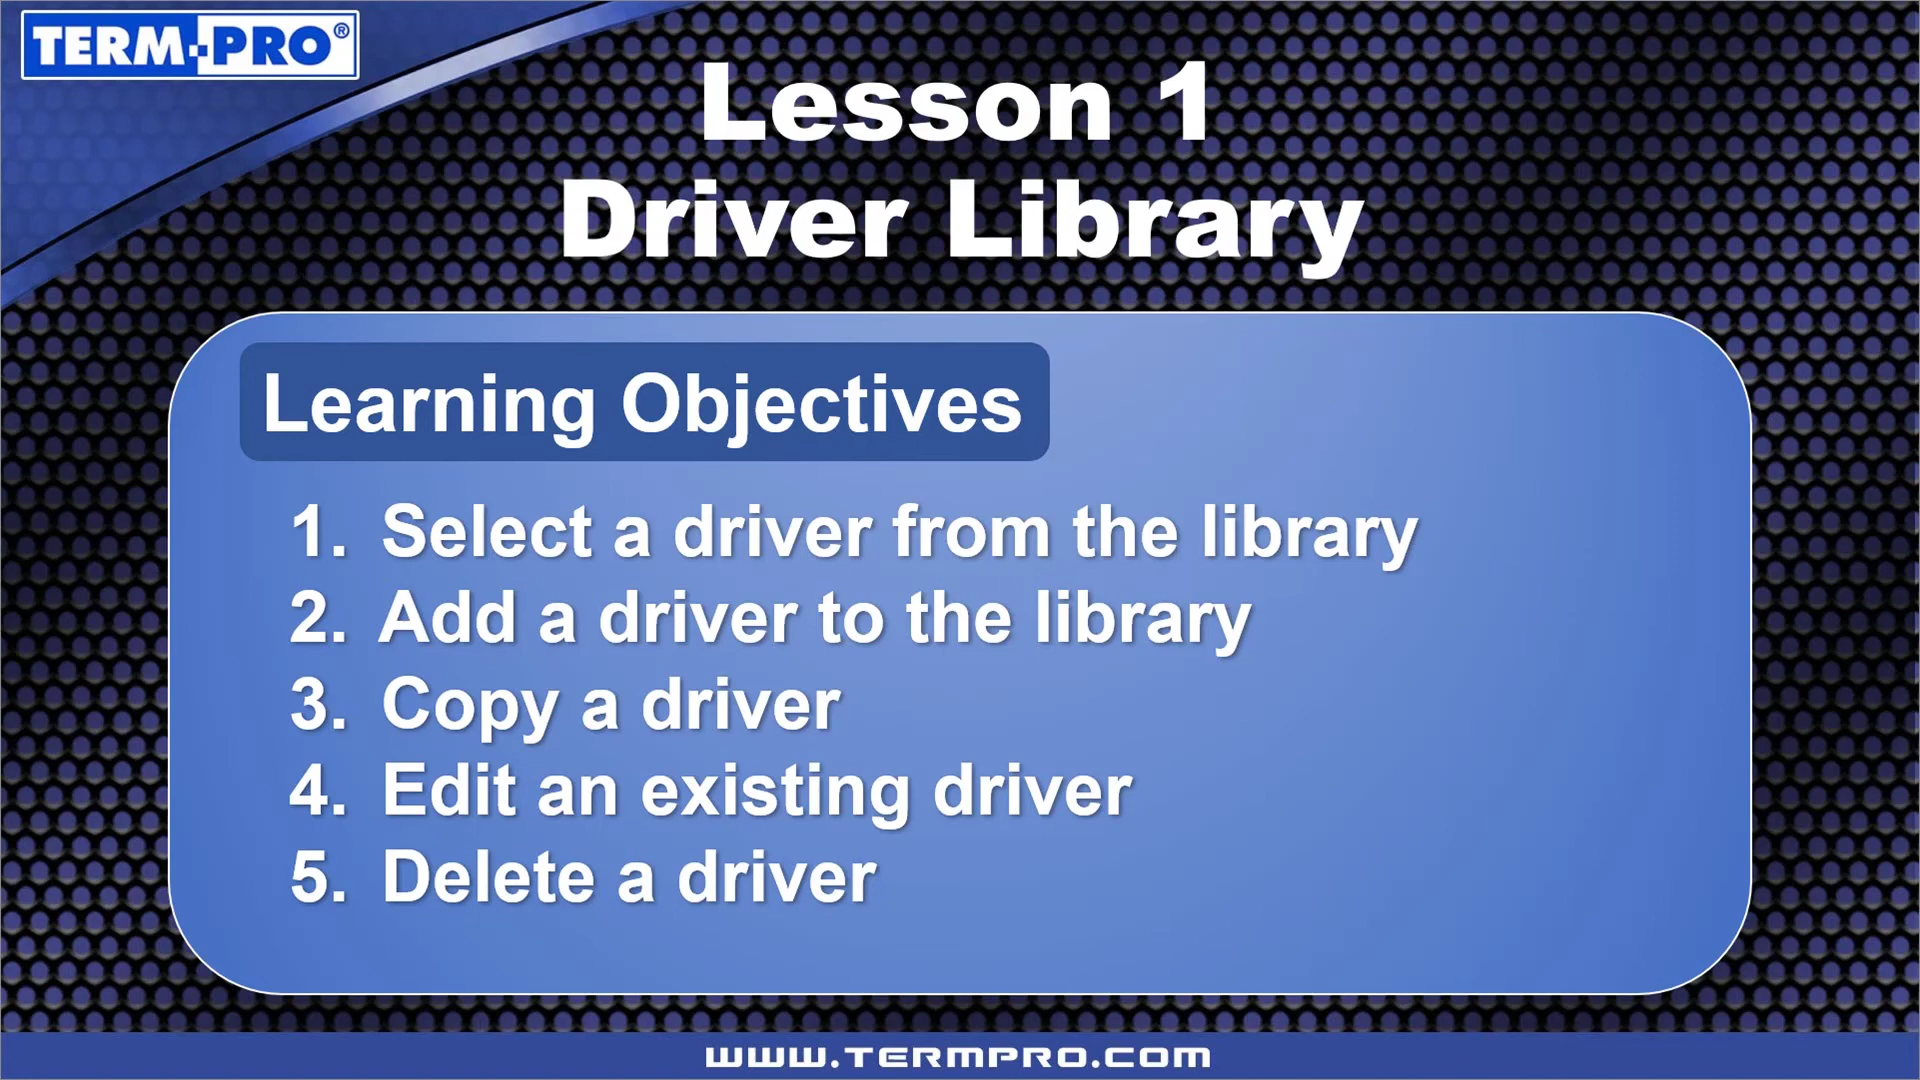 TERM-PRO®
Lesson 1
Driver Library
Learning Objectives
1. Select a driver from the library
2. Add a driver to the library
3. Copy a driver
4. Edit an existing driver
5. Delete a driver
WWW.TERMPRO.COM